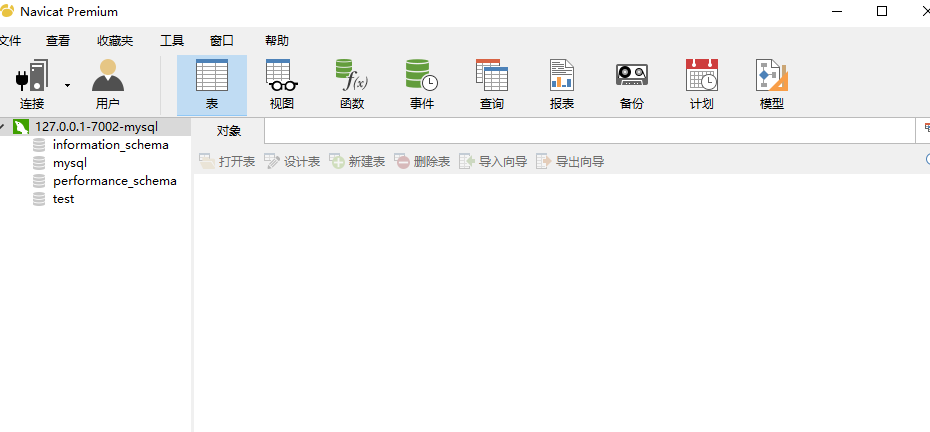 Navicat Premium
文件 查看 收藏夹 工具 窗口 帮助
连接 用户 表 视图 函数 事件 查询 报表 备份 计划 模型
127.0.0.1-7002-mysql
information_schema
mysql
performance_schema
test
对象
打开表 设计表 新建表 删除表 导入向导 导出向导